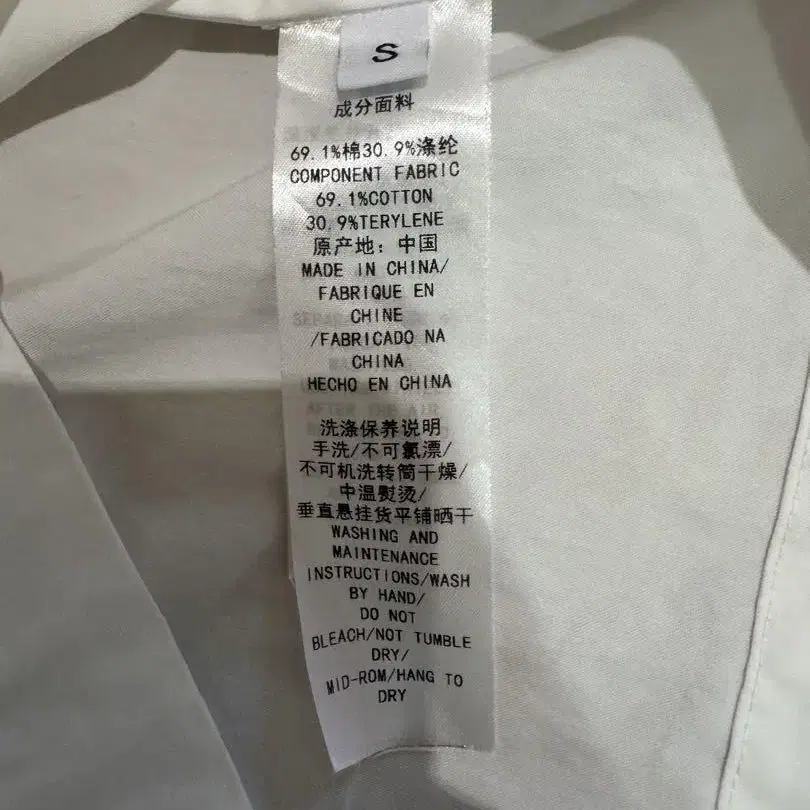 S
成分面料
69.1%棉30.9%涤纶
COMPONENT FABRIC
69.1%COTTON
30.9%TERYLENE
原产地：中国
MADE IN CHINA/
FABRIQUE EN
CHINE
/FABRICADO NA
CHINA
HECHO EN CHINA
洗涤保养说明
手洗/不可氯漂/
不可机洗转筒干燥/
中温熨烫/
垂直悬挂货平铺晒干
WASHING AND
MAINTENANCE
INSTRUCTIONS/WASH
BY HAND/
DO NOT
BLEACH/NOT TUMBLE
DRY/
MID-ROM/HANG TO
DRY